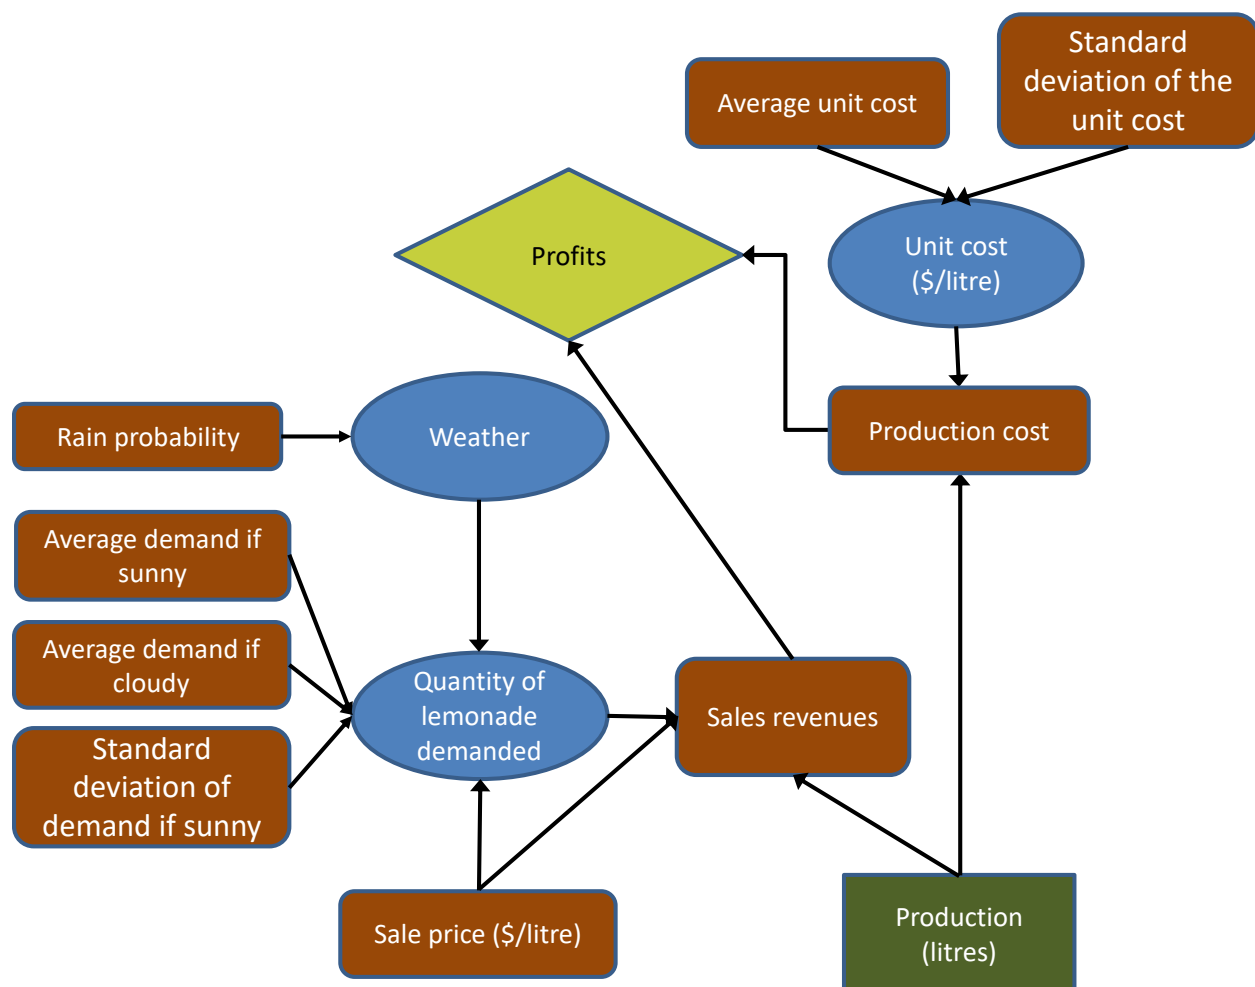 Standard
deviation of the
unit cost
Average unit cost
Profits
Unit cost
($/litre)
Rain probability
Weather
Production cost
Average demand if
sunny
Average demand if
cloudy
Quantity of
lemonade
demanded
Sales revenues
Standard
deviation of
demand if sunny
Sale price ($/litre)
Production
(litres)